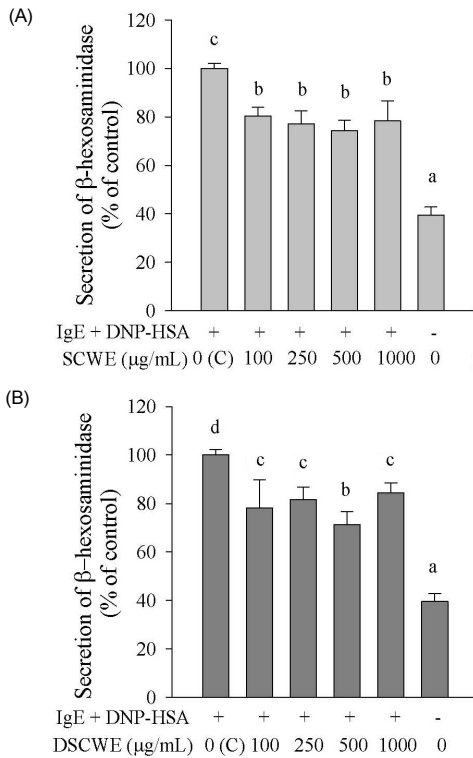 (A)
120
c
100
b b b b
80
60
a
40
20
0
Secretion of β-hexosaminidase
(% of control)
IgE + DNP-HSA + + + + + -
SCWE (μg/mL) 0 (C) 100 250 500 1000 0
(B)
120
d
100
c c b c
80
60
a
40
20
0
Secretion of β−hexosaminidase
(% of control)
IgE + DNP-HSA + + + + + -
DSCWE (μg/mL) 0 (C) 100 250 500 1000 0